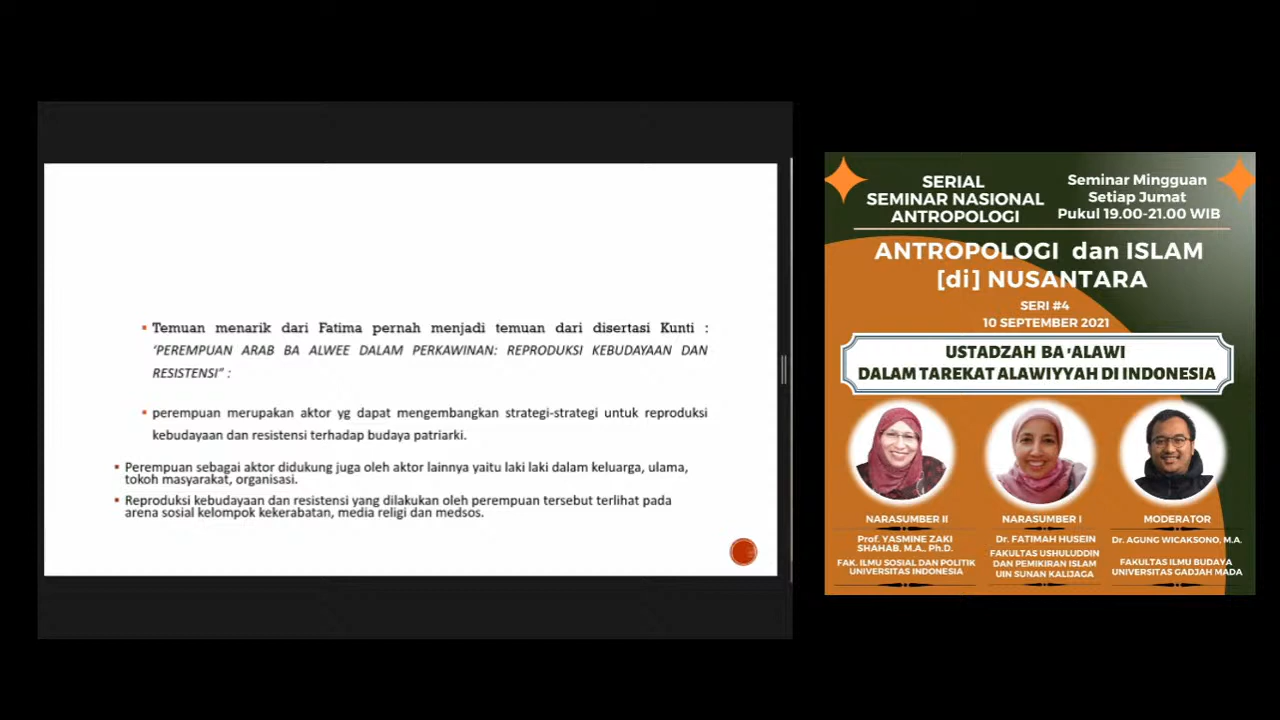 Temuan menarik dari Fatima pernah menjadi temuan dari disertasi Kunti :
'PEREMPUAN ARAB BA ALWEE DALAM PERKAWINAN: REPRODUKSI KEBUDAYAAN DAN
RESISTENSI" :
perempuan merupakan aktor yg dapat mengembangkan strategi-strategi untuk reproduksi
kebudayaan dan resistensi terhadap budaya patriarki.
Perempuan sebagai aktor didukung juga oleh aktor lainnya yaitu laki laki dalam keluarga, ulama,
tokoh masyarakat, organisasi.
Reproduksi kebudayaan dan resistensi yang dilakukan oleh perempuan tersebut terlihat pada
arena sosial kelompok kekerabatan, media religi dan medsos.
SERIAL
SEMINAR NASIONAL
ANTROPOLOGI
Seminar Mingguan
Setiap Jumat
Pukul 19.00-21.00 WIB
ANTROPOLOGI dan ISLAM
[di] NUSANTARA
SERI #4
10 SEPTEMBER 2021
USTADZAH BA 'ALAWI
DALAM TAREKAT ALAWIYYAH DI INDONESIA
NARASUMBER II
Prof. YASMINE ZAKI
SHAHAB. M.A., Ph.D.
FAK. ILMU SOSIAL DAN POLITIK
UNIVERSITAS INDONESIA
NARASUMBER I
Dr. FATIMAH HUSEIN
FAKULTAS USHULUDDIN
DAN PEMIKIRAN ISLAM
UIN SUNAN KALIJAGA
MODERATOR
Dr. AGUNG WICAKSONO, M.A.
FAKULTAS ILMU BUDAYA
UNIVERSITAS GADJAH MADA